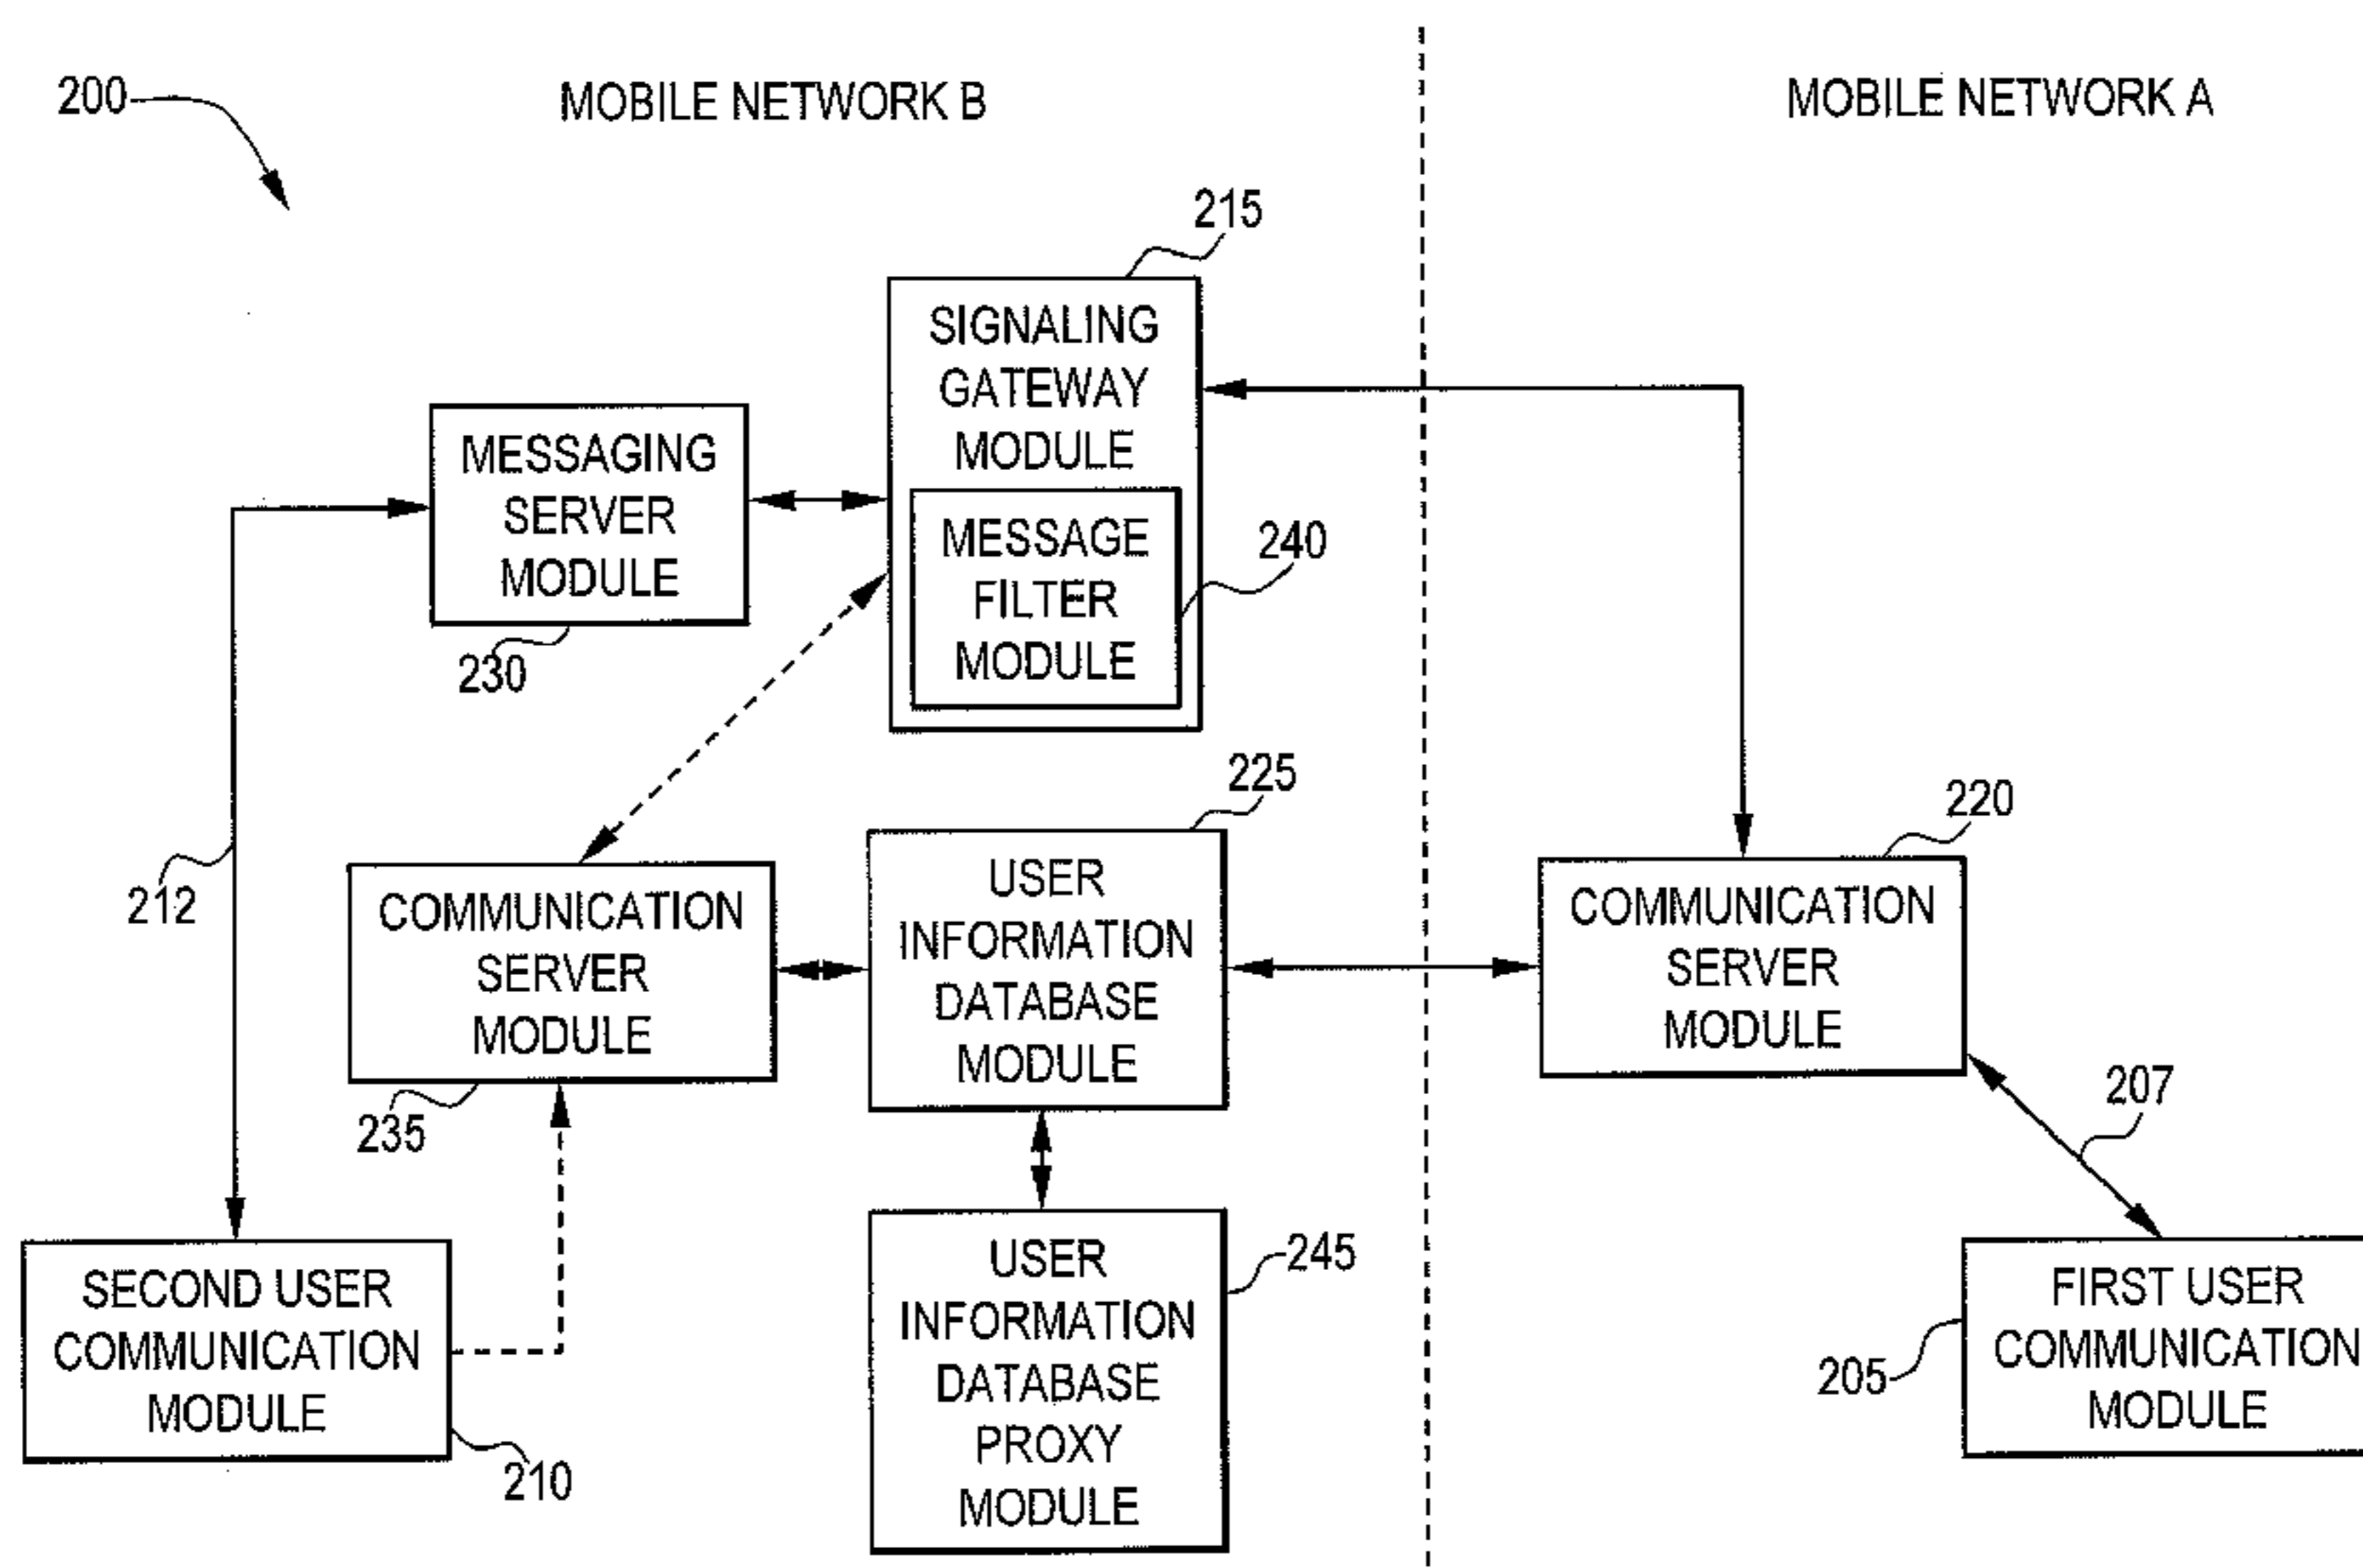 200
MOBILE NETWORK B
MOBILE NETWORK A
215
SIGNALING
GATEWAY
MODULE
MESSAGE
FILTER
MODULE
240
MESSAGING
SERVER
MODULE
230
212
225
USER
INFORMATION
DATABASE
MODULE
220
COMMUNICATION
SERVER
MODULE
COMMUNICATION
SERVER
MODULE
235
207
SECOND USER
COMMUNICATION
MODULE
210
USER
INFORMATION
DATABASE
PROXY
MODULE
245
FIRST USER
COMMUNICATION
MODULE
205